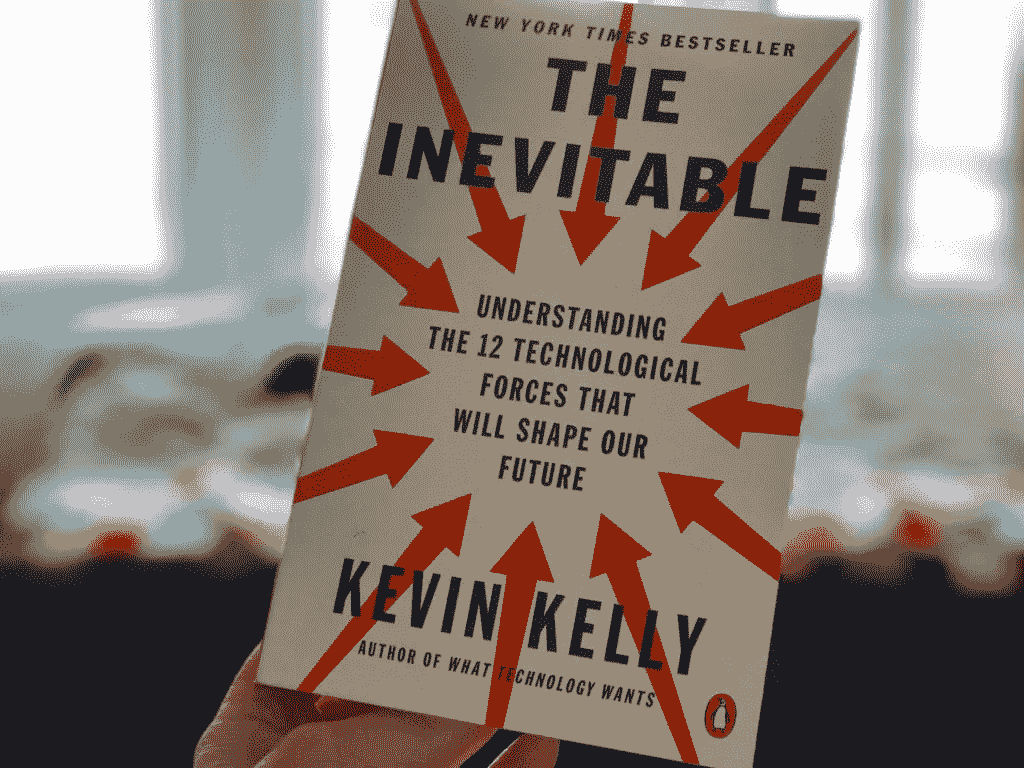 NEW YORK TIMES BESTSELLER
THE
INEVITABLE
UNDERSTANDING
THE 12 TECHNOLOGICAL
FORCES THAT
WILL SHAPE OUR
FUTURE
KEVIN KELLY
AUTHOR OF WHAT TECHNOLOGY WANTS